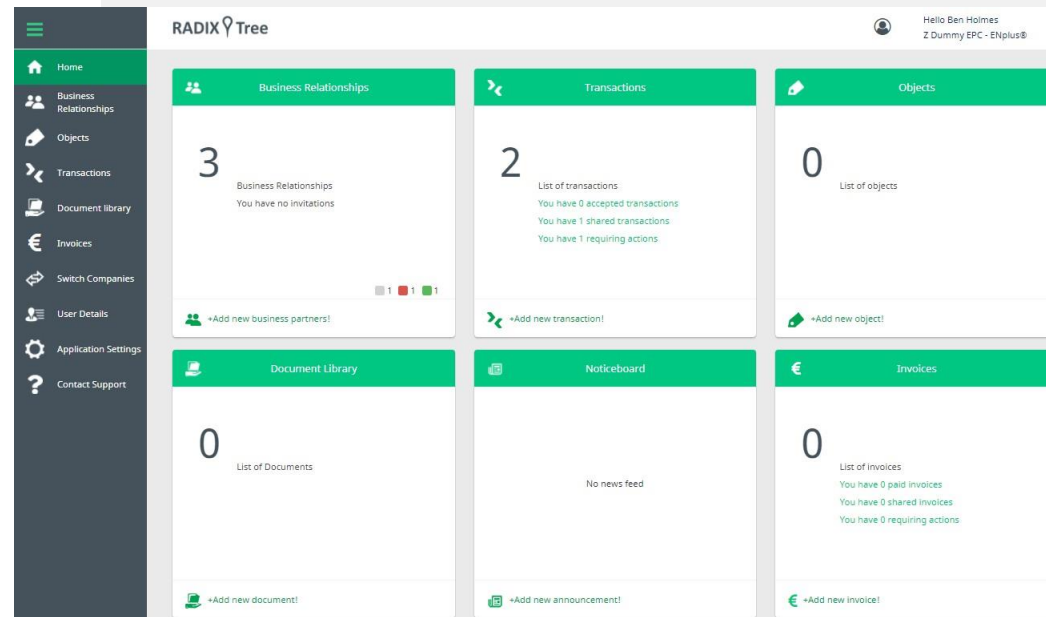 RADIX Tree
Hello Ben Holmes
Z Dummy EPC - ENplus®
Home
Business
Relationships
Objects
Transactions
Document library
Invoices
Switch Companies
User Details
Application Settings
Contact Support
Business Relationships
3
Business Relationships
You have no invitations
1 1 1
+Add new business partners!
Transactions
2
List of transactions
You have 0 accepted transactions
You have 1 shared transactions
You have 1 requiring actions
+Add new transaction!
Objects
0
List of objects
+Add new object!
Document Library
0
List of Documents
+Add new document!
Noticeboard
No news feed
+Add new announcement!
Invoices
0
List of invoices
You have 0 paid invoices
You have 0 shared invoices
You have 0 requiring actions
+Add new invoice!